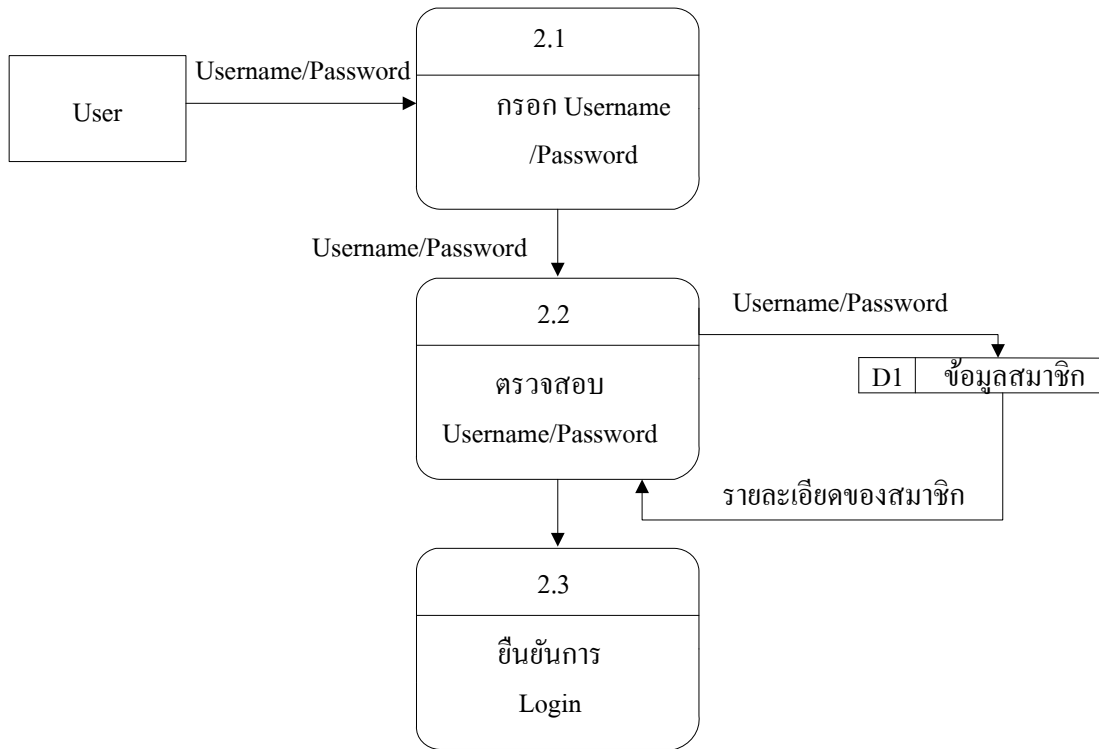 2.1
Username/Password
User
กรอก Username
/Password
Username/Password
2.2
Username/Password
D1 ข้อมูลสมาชิก
ตรวจสอบ
Username/Password
รายละเอียดของสมาชิก
2.3
ยืนยันการ
Login